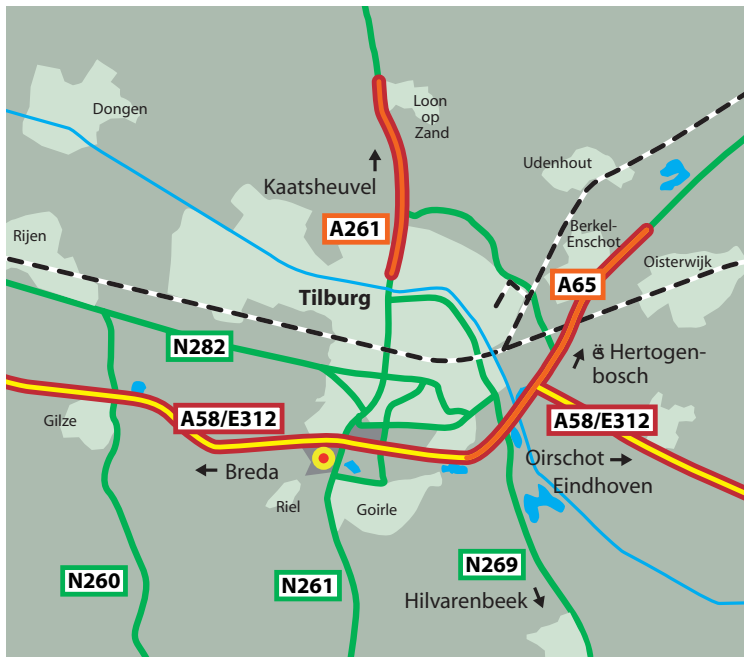 Dongen
Loon
op
Zand
Udenhout
Kaatsheuvel
Rijen
A261
Berkel-
Enschot
Oisterwijk
A65
Tilburg
N282
ës Hertogen-
bosch
Gilze
A58/E312
A58/E312
Breda
Oirschot
Eindhoven
Riel
Goirle
N260
N261
N269
Hilvarenbeek